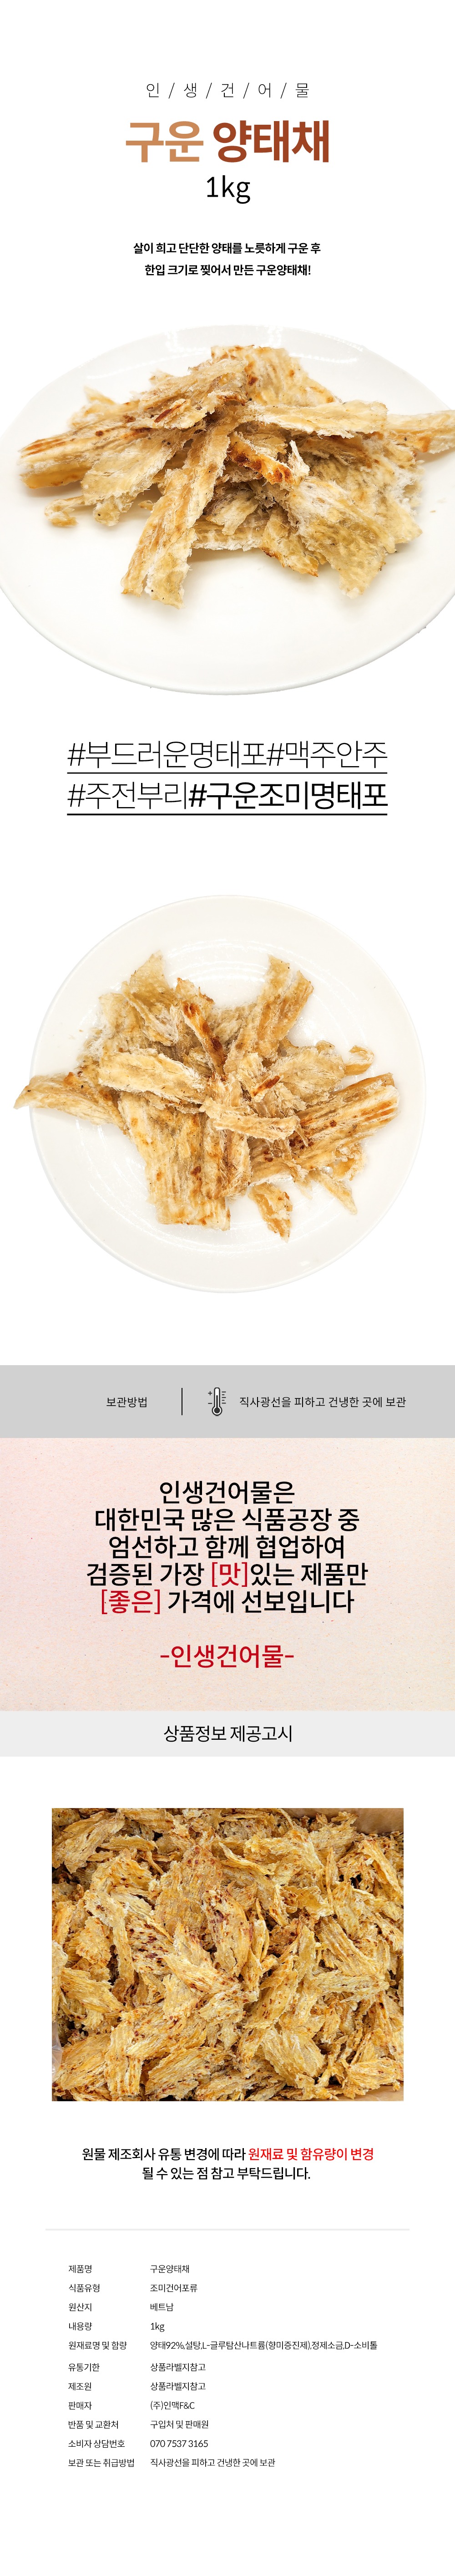 인 / 생 / 건 / 어 / 물
구운 양태채
1kg
살이 희고 단단한 양태를 노릇하게 구운 후
한입 크기로 찢어서 만든 구운양태채!
#부드러운명태포#맥주안주
#주전부리#구운조미명태포
보관방법 직사광선을 피하고 건냉한 곳에 보관
인생건어물은
대한민국 많은 식품공장 중
엄선하고 함께 협업하여
검증된 가장 [맛]있는 제품만
[좋은] 가격에 선보입니다
-인생건어물-
상품정보 제공고시
원물 제조회사 유통 변경에 따라 원재료 및 함유량이 변경
될 수 있는 점 참고 부탁드립니다.
제품명 구운양태채
식품유형 조미건어포류
원산지 베트남
내용량 1kg
원재료명 및 함량 양태92%,설탕,L-글루탐산나트륨(향미증진제),정제소금,D-소비톨
유통기한 상품라벨지참고
제조원 상품라벨지참고
판매자 (주)인맥F&C
반품 및 교환처 구입처 및 판매원
소비자 상담번호 070 7537 3165
보관 또는 취급방법 직사광선을 피하고 건냉한 곳에 보관